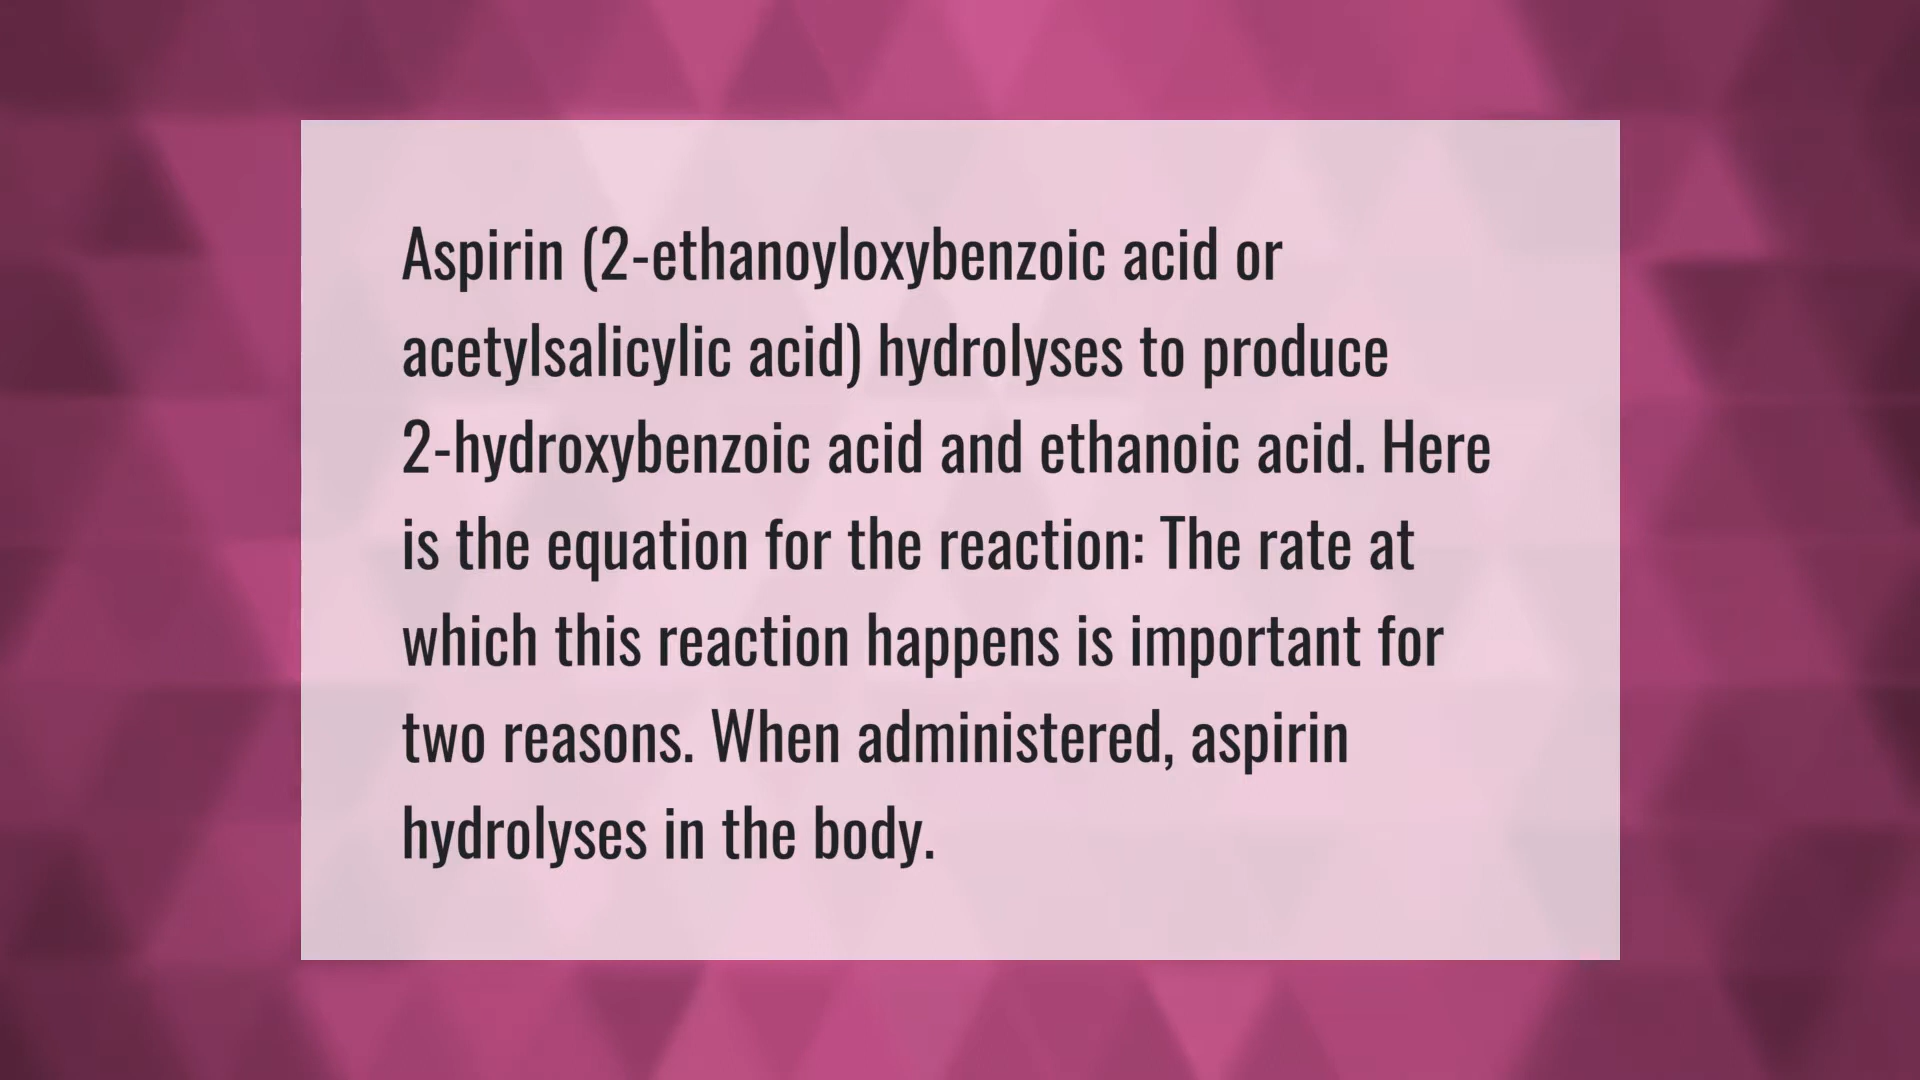 Aspirin (2-ethanoyloxybenzoic acid or
acetylsalicylic acid) hydrolyses to produce
2-hydroxybenzoic acid and ethanoic acid. Here
is the equation for the reaction: The rate at
which this reaction happens is important for
two reasons. When administered, aspirin
hydrolyses in the body.